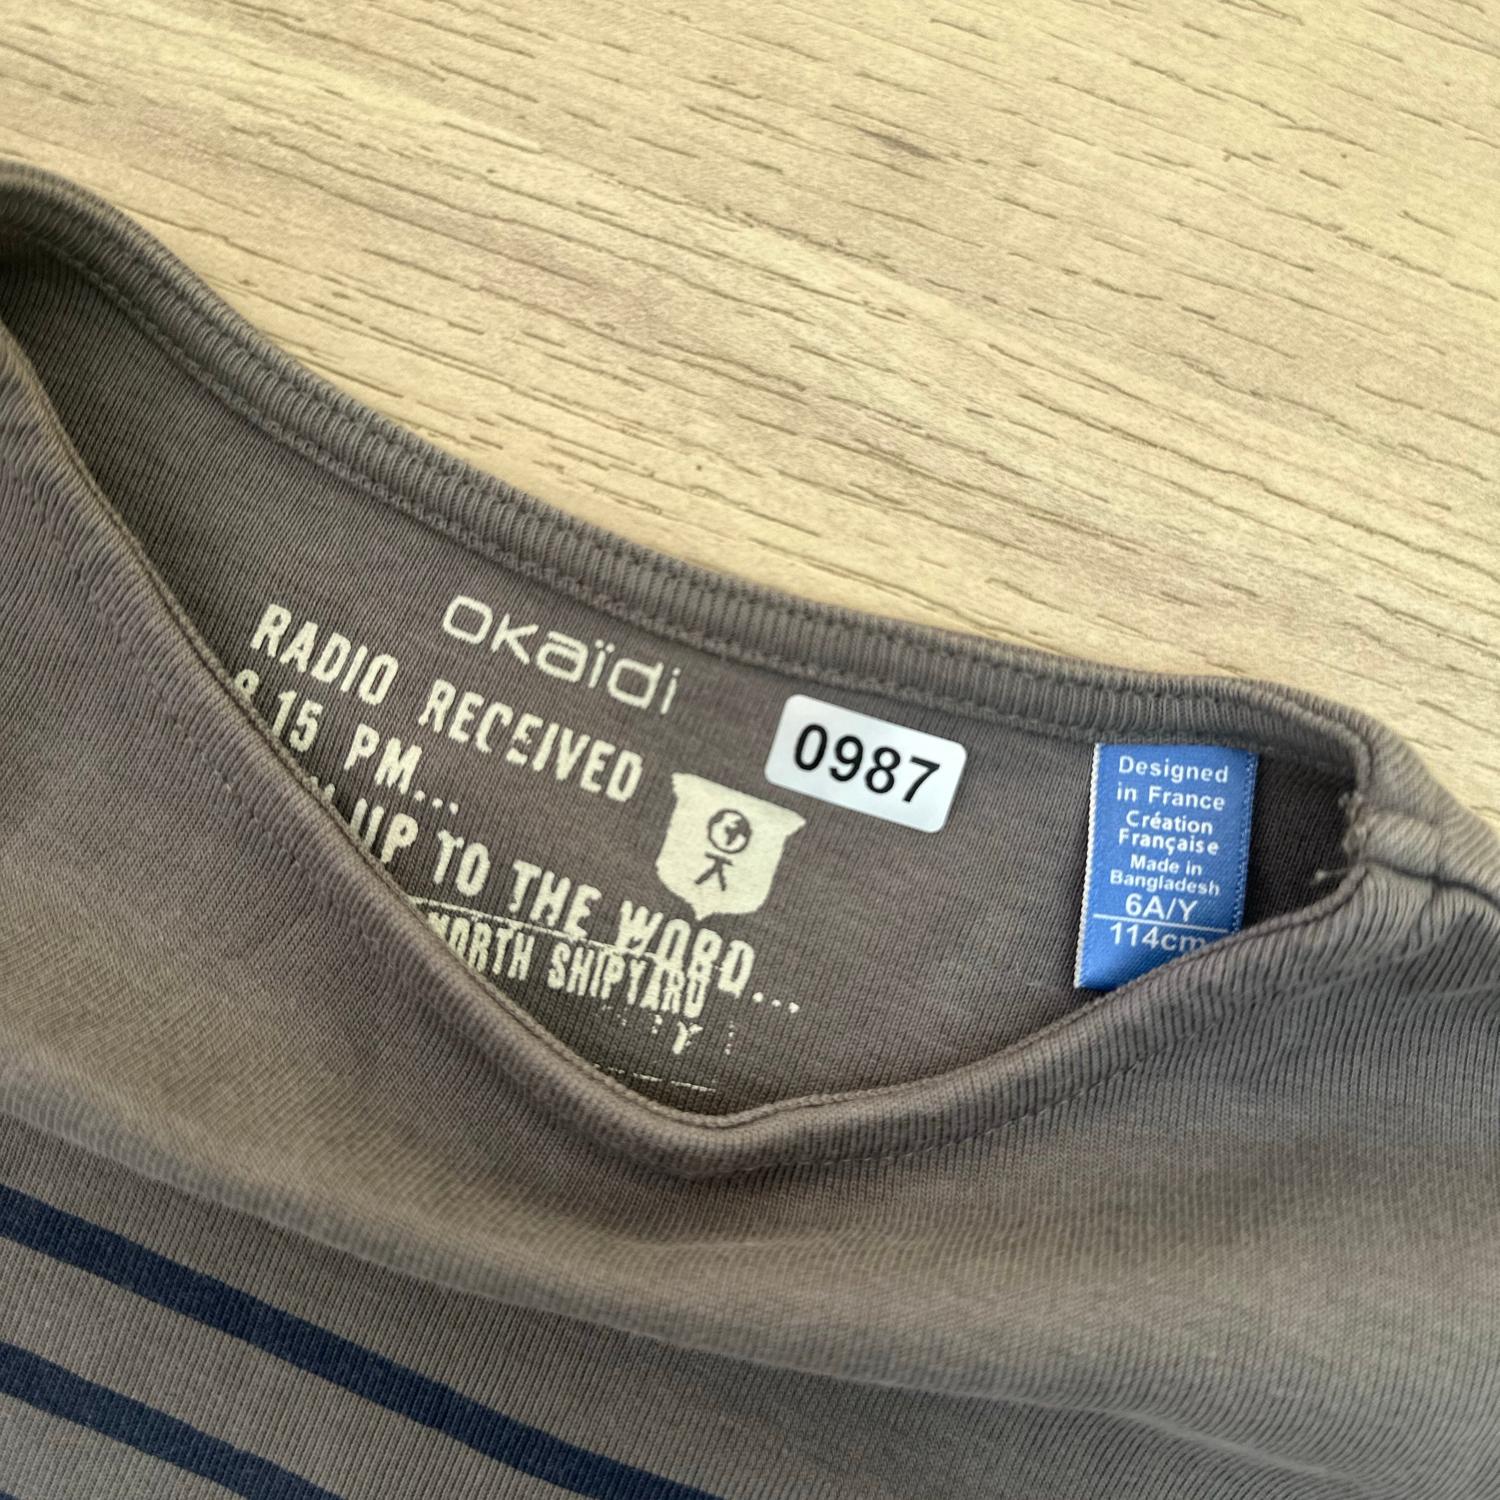 OKAÏDI
RADIO RECEIVED
15 PM...
UP TO THE WORD...
NORTH SHIPYARD
0987
Designed
in France
Création
Française
Made in
Bangladesh
6A/Y
114cm